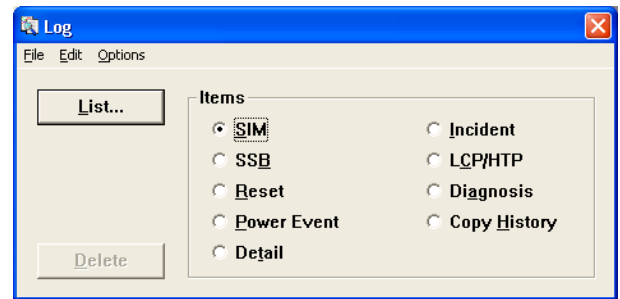 Log
File Edit Options
List...
Items
SIM
Incident
SSB
LCP/HTP
Reset
Diagnosis
Power Event
Copy History
Detail
Delete